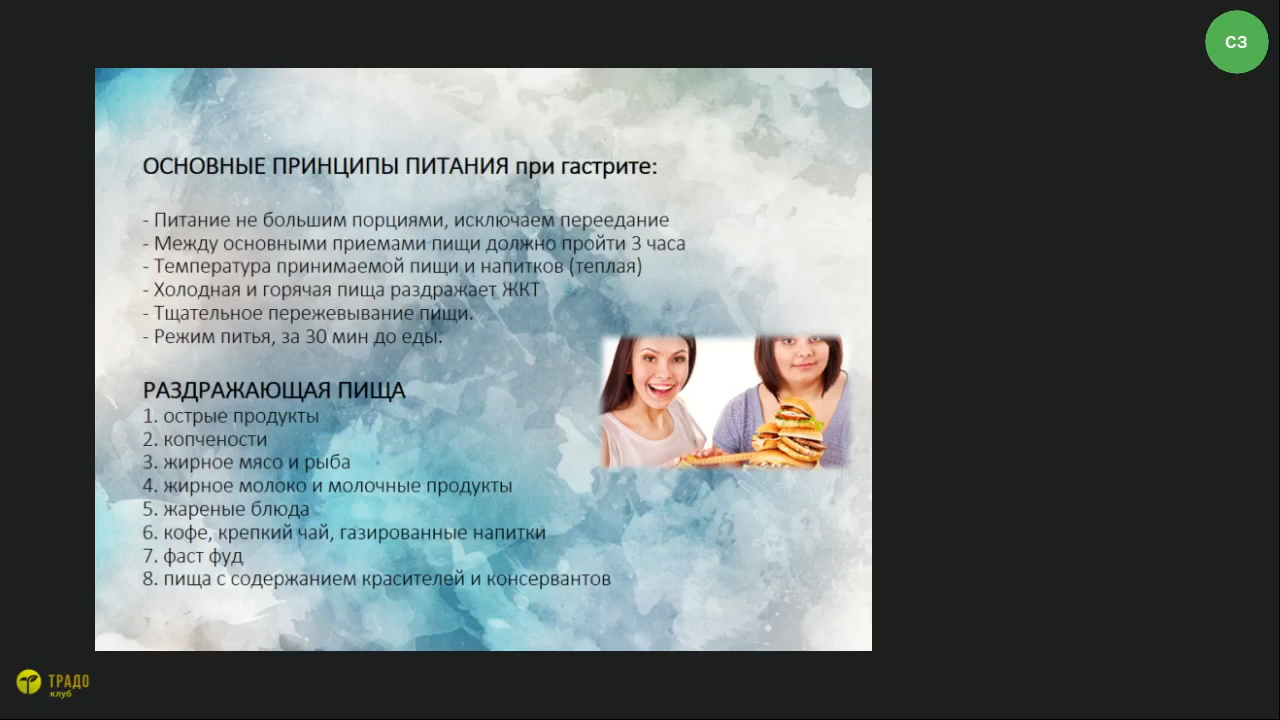 СЗ
ОСНОВНЫЕ ПРИНЦИПЫ ПИТАНИЯ при гастрите:
- Питание не большим порциями, исключаем переедание
- Между основными приемами пищи должно пройти 3 часа
- Температура принимаемой пищи и напитков (теплая)
- Холодная и горячая пища раздражает ЖКТ
- Тщательное пережевывание пищи.
- Режим питья, за 30 мин до еды.
РАЗДРАЖАЮЩАЯ ПИЩА
1. острые продукты
2. копчености
3. жирное мясо и рыба
4. жирное молоко и молочные продукты
5. жареные блюда
6. кофе, крепкий чай, газированные напитки
7. фаст фуд
8. пища с содержанием красителей и консервантов
ТРАДО
клуб